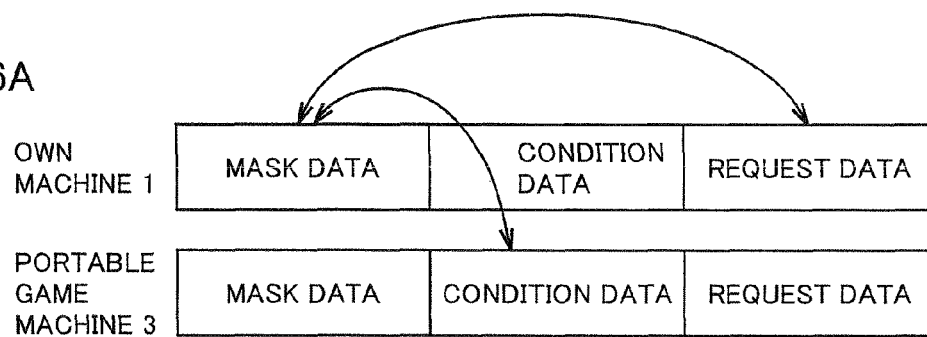 6A
OWN
MACHINE 1
MASK DATA
CONDITION
DATA
REQUEST DATA
PORTABLE
GAME
MACHINE 3
MASK DATA
CONDITION DATA
REQUEST DATA